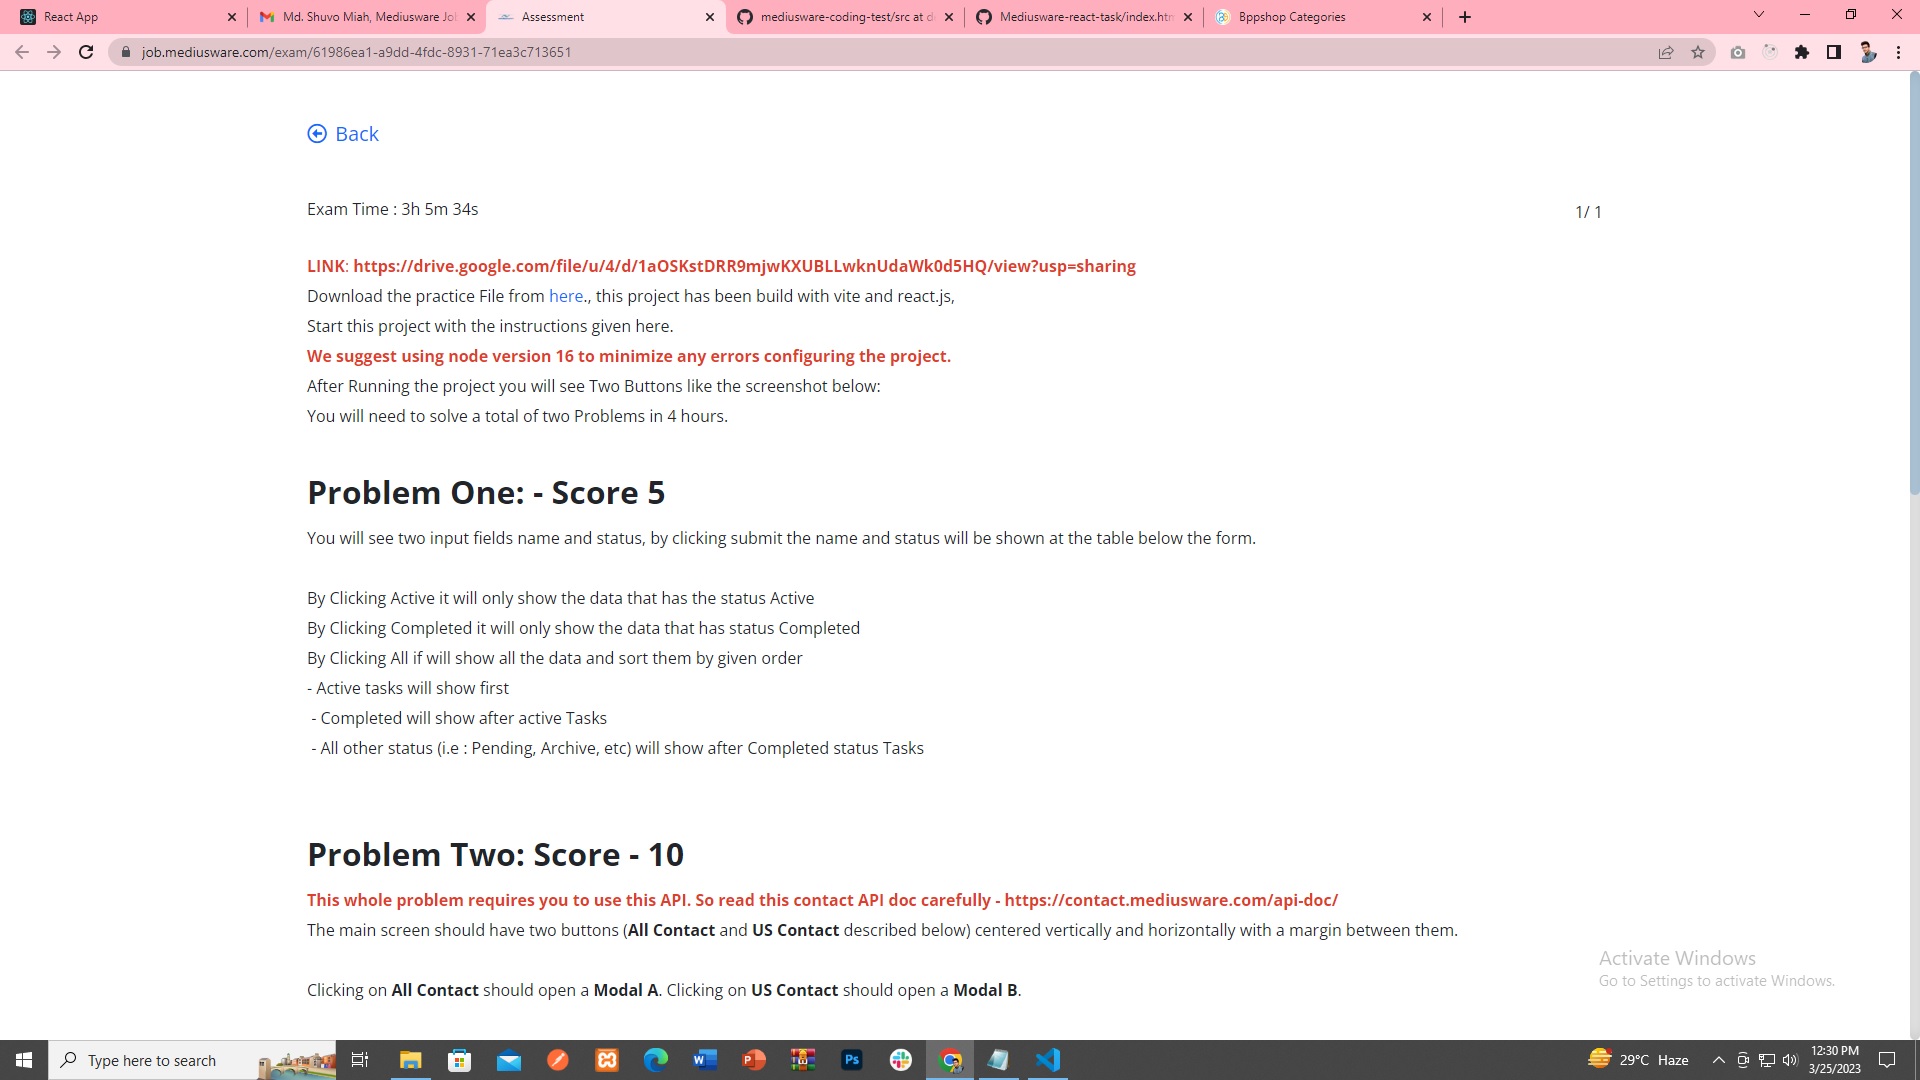 React App
Md. Shuvo Miah, Mediusware Jo
Assessment
mediusware-coding-test/src at d
Mediusware-react-task/index.htm
Bppshop Categories
job.mediusware.com/exam/61986ea1-a9dd-4fdc-8931-71ea3c713651
Back
Exam Time : 3h 5m 34s
1/ 1
LINK: https://drive.google.com/file/u/4/d/1aOSKstDRR9mjwKXUBLLwknUdaWk0d5HQ/view?usp=sharing
Download the practice File from here., this project has been build with vite and react.js,
Start this project with the instructions given here.
We suggest using node version 16 to minimize any errors configuring the project.
After Running the project you will see Two Buttons like the screenshot below:
You will need to solve a total of two Problems in 4 hours.
Problem One: - Score 5
You will see two input fields name and status, by clicking submit the name and status will be shown at the table below the form.
By Clicking Active it will only show the data that has the status Active
By Clicking Completed it will only show the data that has status Completed
By Clicking All if will show all the data and sort them by given order
- Active tasks will show first
- Completed will show after active Tasks
- All other status (i.e : Pending, Archive, etc) will show after Completed status Tasks
Problem Two: Score - 10
This whole problem requires you to use this API. So read this contact API doc carefully - https://contact.mediusware.com/api-doc/
The main screen should have two buttons (All Contact and US Contact described below) centered vertically and horizontally with a margin between them.
Clicking on All Contact should open a Modal A. Clicking on US Contact should open a Modal B.
Activate Windows
Go to Settings to activate Windows.
Type here to search
29°C Haze
12:30 PM
3/25/2023